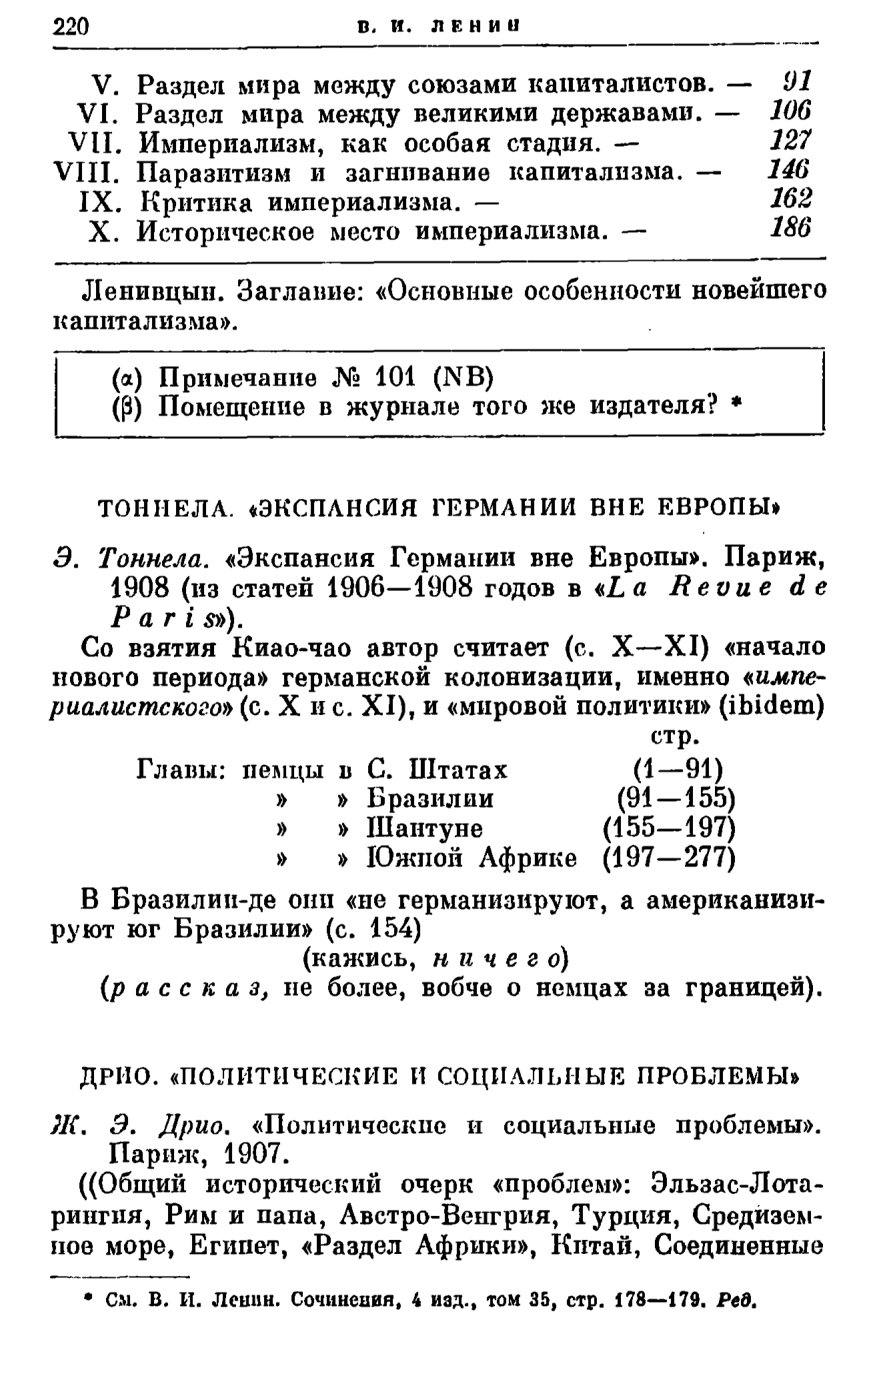 220
В. И. ЛЕНИН
V. Раздел мира между союзами капиталистов. — 91
VI. Раздел мира между великими державами. — 106
VII. Империализм, как особая стадия. — 127
VIII. Паразитизм и загнивание капитализма. — 146
IX. Критика империализма. — 162
X. Историческое место империализма. — 186
Ленивцын. Заглавие: «Основные особенности новейшего
капитализма».
(α) Примечание № 101 (NB)
(β) Помещение в журнале того же издателя? *
ТОННЕЛА. «ЭКСПАНСИЯ ГЕРМАНИИ ВНЕ ЕВРОПЫ»
Э. Тоннела. «Экспансия Германии вне Европы». Париж,
1908 (из статей 1906—1908 годов в «La Revue de
Paris»).
Со взятия Киао-чао автор считает (с. X—XI) «начало
нового периода» германской колонизации, именно «импе-
риалистского» (с. X и с. XI), и «мировой политики» (ibidem)
стр.
Главы: немцы в С. Штатах (1—91)
» » Бразилии (91—155)
» » Шантуне (155—197)
» » Южной Африке (197—277)
В Бразилии-де они «не германизируют, а американизи-
руют юг Бразилии» (с. 154)
(кажись, ничего)
(рассказ, не более, вобче о немцах за границей).
ДРИО. «ПОЛИТИЧЕСКИЕ И СОЦИАЛЬНЫЕ ПРОБЛЕМЫ»
Ж. Э. Дрио. «Политические и социальные проблемы».
Париж, 1907.
((Общий исторический очерк «проблем»: Эльзас-Лота-
рингия, Рим и папа, Австро-Венгрия, Турция, Средизем-
ное море, Египет, «Раздел Африки», Китай, Соединенные
* См. В. И. Ленин. Сочинения, 4 изд., том 35, стр. 178—179. Ред.